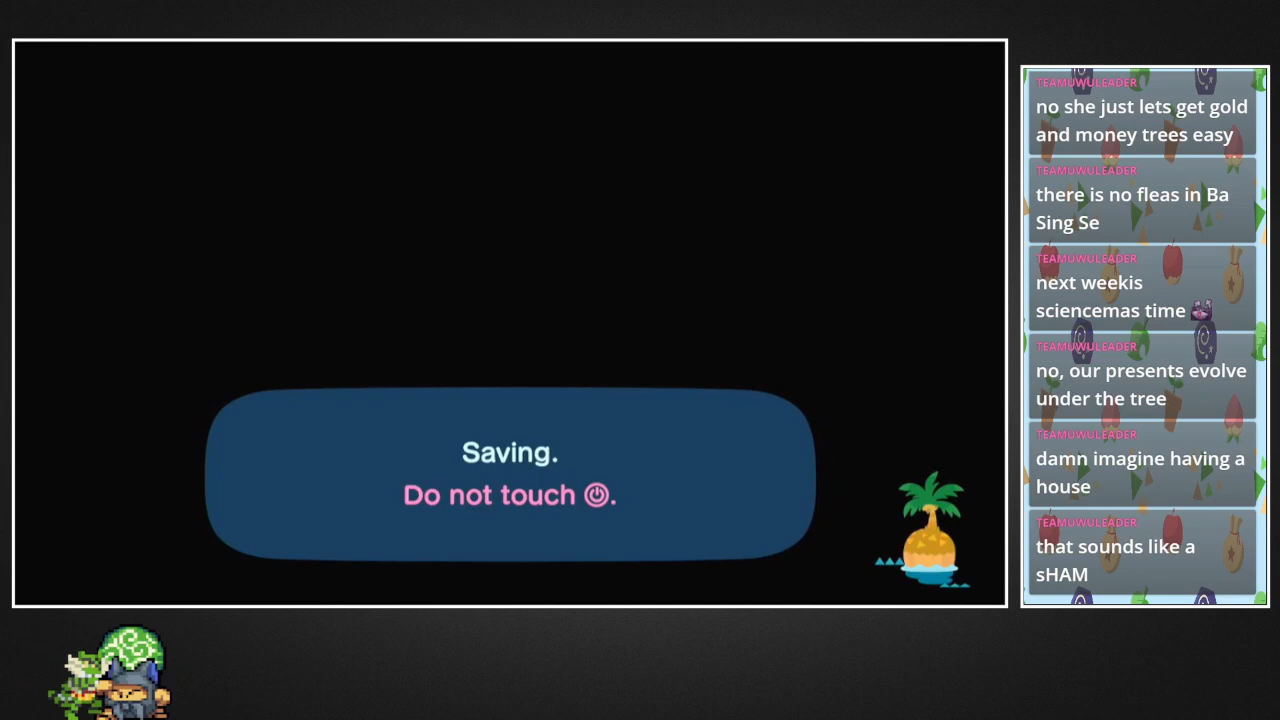 Saving.
Do not touch.
TEAMUWULEADER
no she just lets get gold
and money trees easy
TEAMUWULEADER
there is no fleas in Ba
Sing Se
TEAMUWULEADER
next weekis
sciencemas time
TEAMUWULEADER
no, our presents evolve
under the tree
TEAMUWULEADER
damn imagine having a
house
TEAMUWULEADER
that sounds like a
sHAM